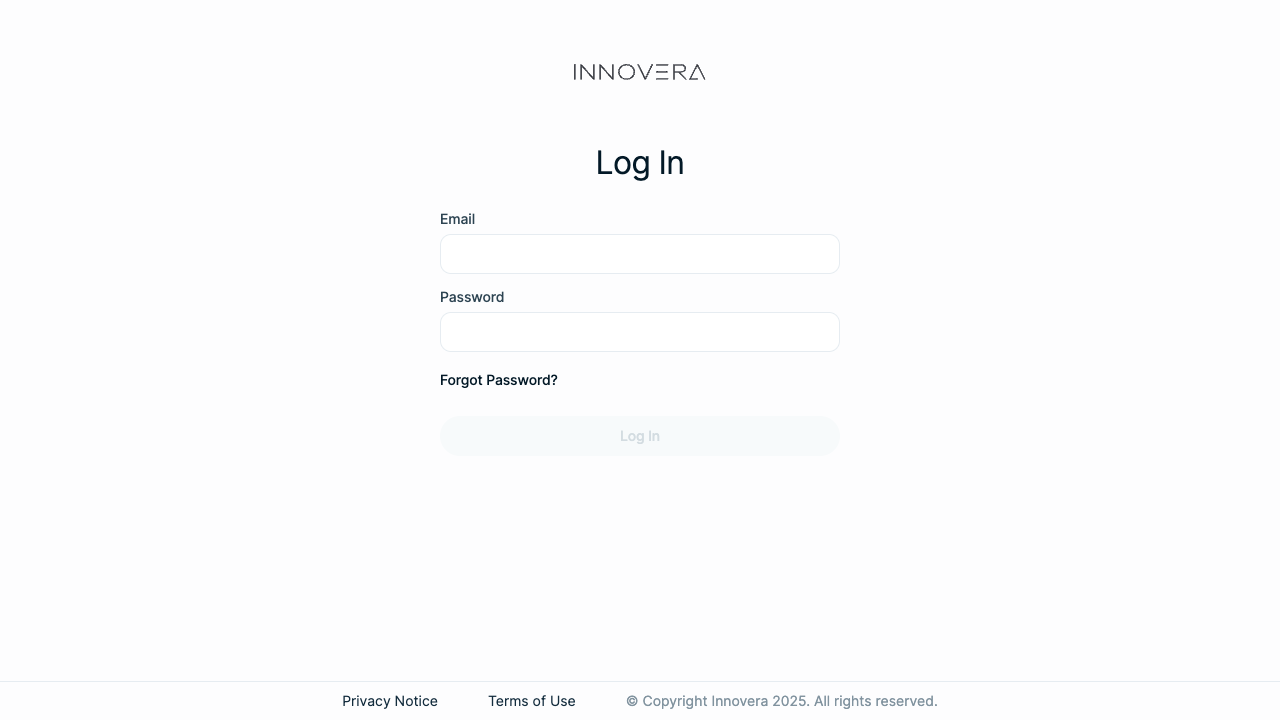 INNOVERA
Log In
Email
Password
Forgot Password?
Log In
Privacy Notice
Terms of Use
© Copyright Innovera 2025. All rights reserved.